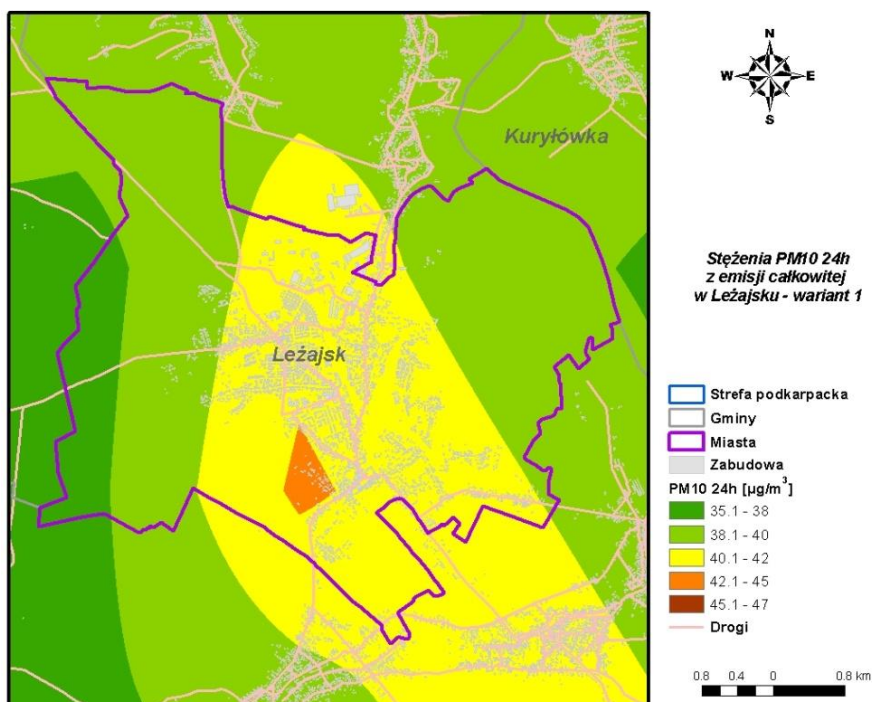 N
W E
S
Kuryłówka
Leżajsk
Stężenia PM10 24h
z emisji całkowitej
w Leżajsku - wariant 1
Strefa podkarpacka
Gminy
Miasta
Zabudowa
PM10 24h [µg/m³]
35.1 - 38
38.1 - 40
40.1 - 42
42.1 - 45
45.1 - 47
Drogi
0.8 0.4 0 0.8 km